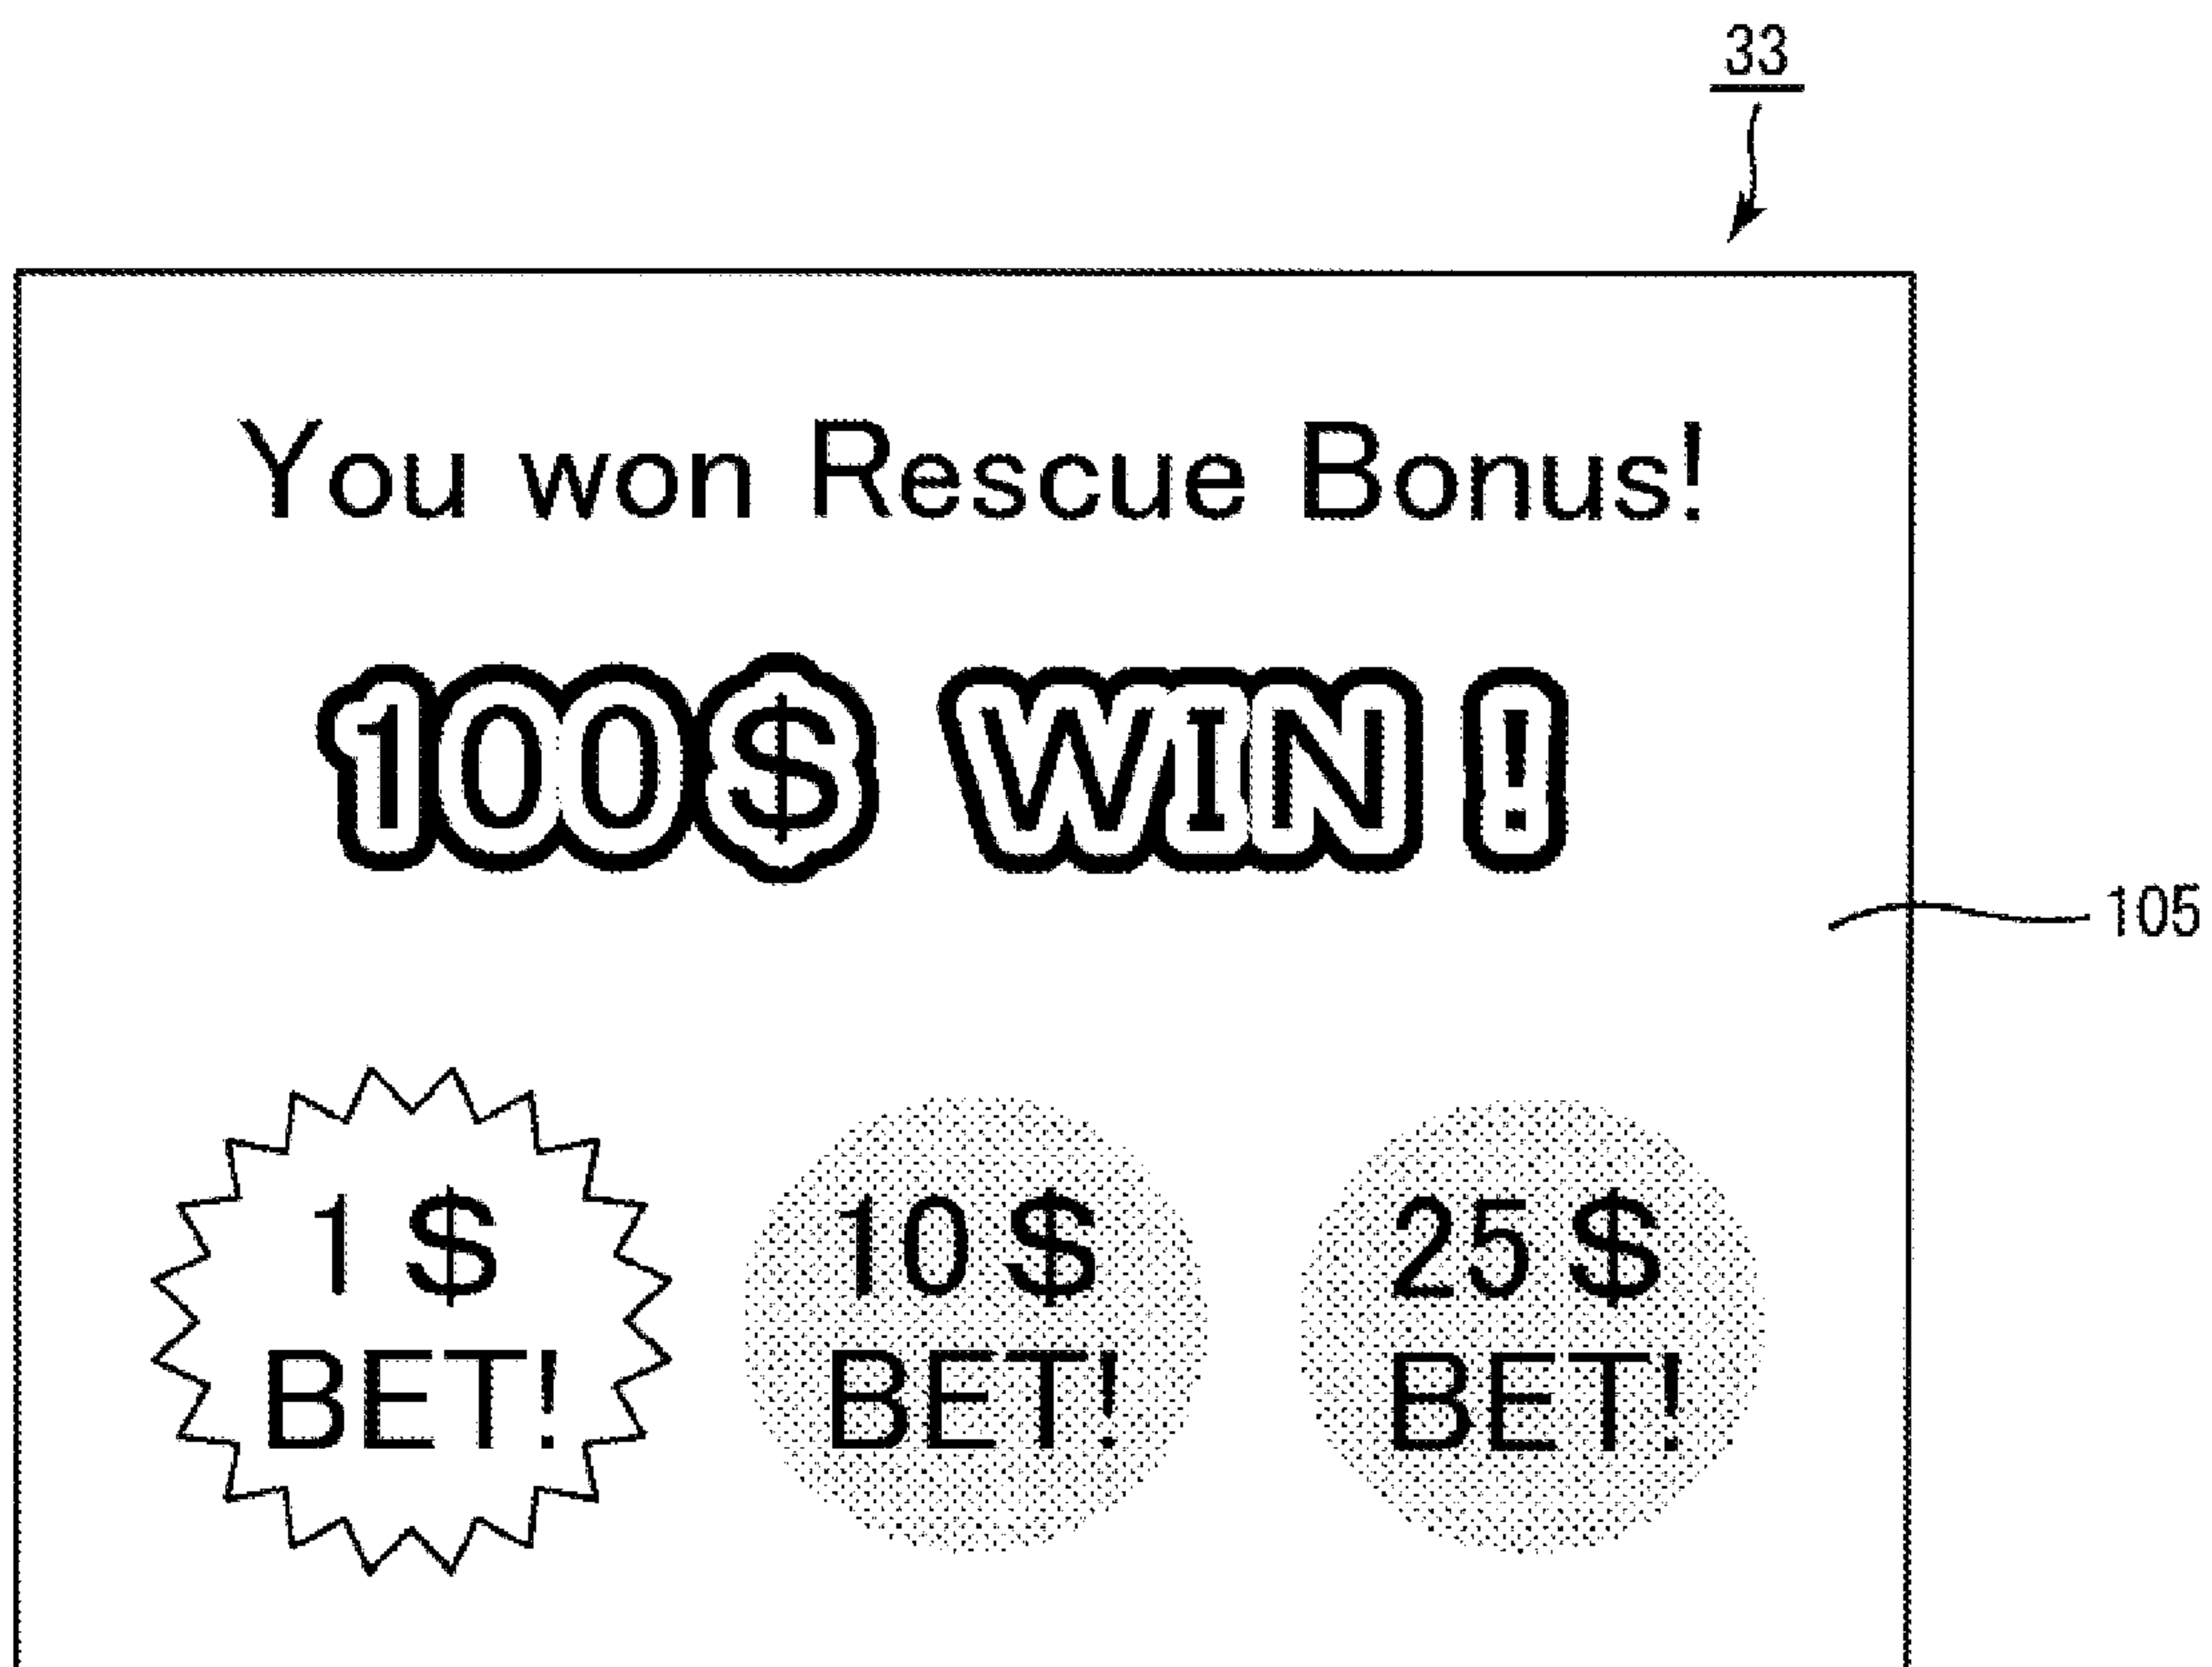 33
You won Rescue Bonus!
100$ WIN!
105
1$ 10$ 25$
BET! BET! BET!